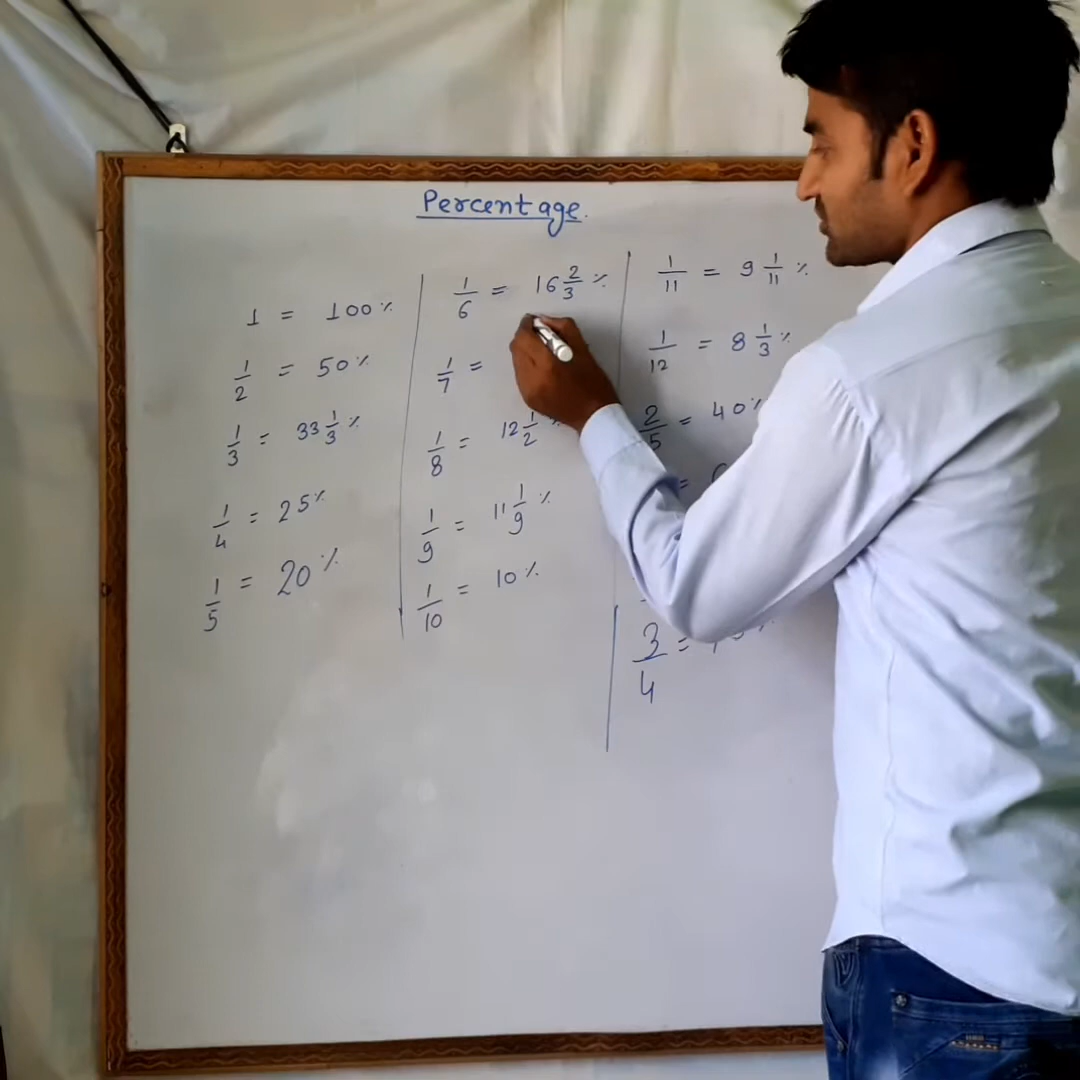 Percentage.
1 = 100%
1/2 = 50%
1/3 = 33 1/3 %
1/4 = 25%
1/5 = 20%
1/6 = 16 2/3 %
1/7 =
1/8 = 12 1/2 %
1/9 = 11 1/9 %
1/10 = 10%
1/11 = 9 1/11 %
1/12 = 8 1/3 %
2/5 = 40%
=
3/4 =